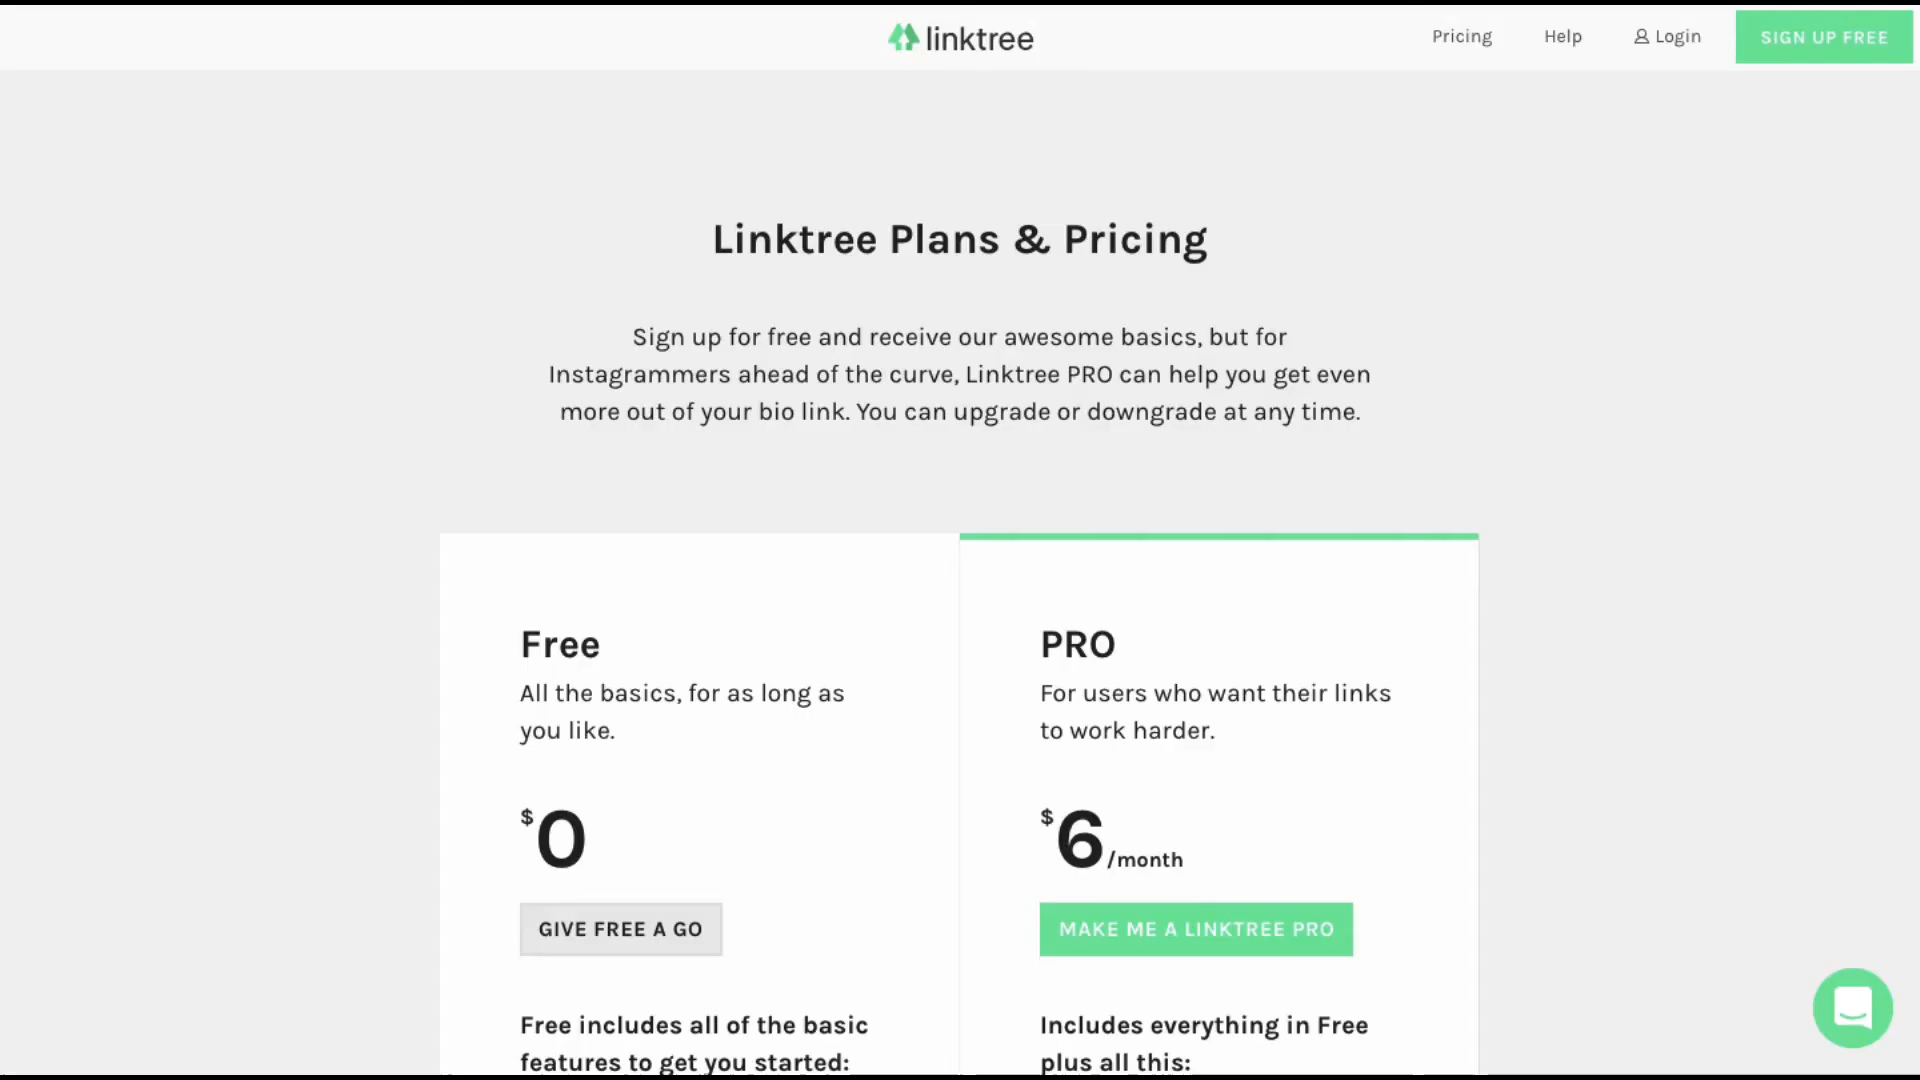 linktree
Pricing
Help
Login
SIGN UP FREE
Linktree Plans & Pricing
Sign up for free and receive our awesome basics, but for
Instagrammers ahead of the curve, Linktree PRO can help you get even
more out of your bio link. You can upgrade or downgrade at any time.
Free
All the basics, for as long as
you like.
$0
GIVE FREE A GO
Free includes all of the basic
features to get you started:
PRO
For users who want their links
to work harder.
$6/month
MAKE ME A LINKTREE PRO
Includes everything in Free
plus all this: